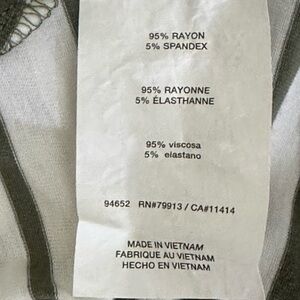 95% RAYON
5% SPANDEX
95% RAYONNE
5% ÉLASTHANNE
95% viscosa
5% elastano
94652 RN#79913 / CA#11414
MADE IN VIETNAM
FABRIQUE AU VIETNAM
HECHO EN VIETNAM